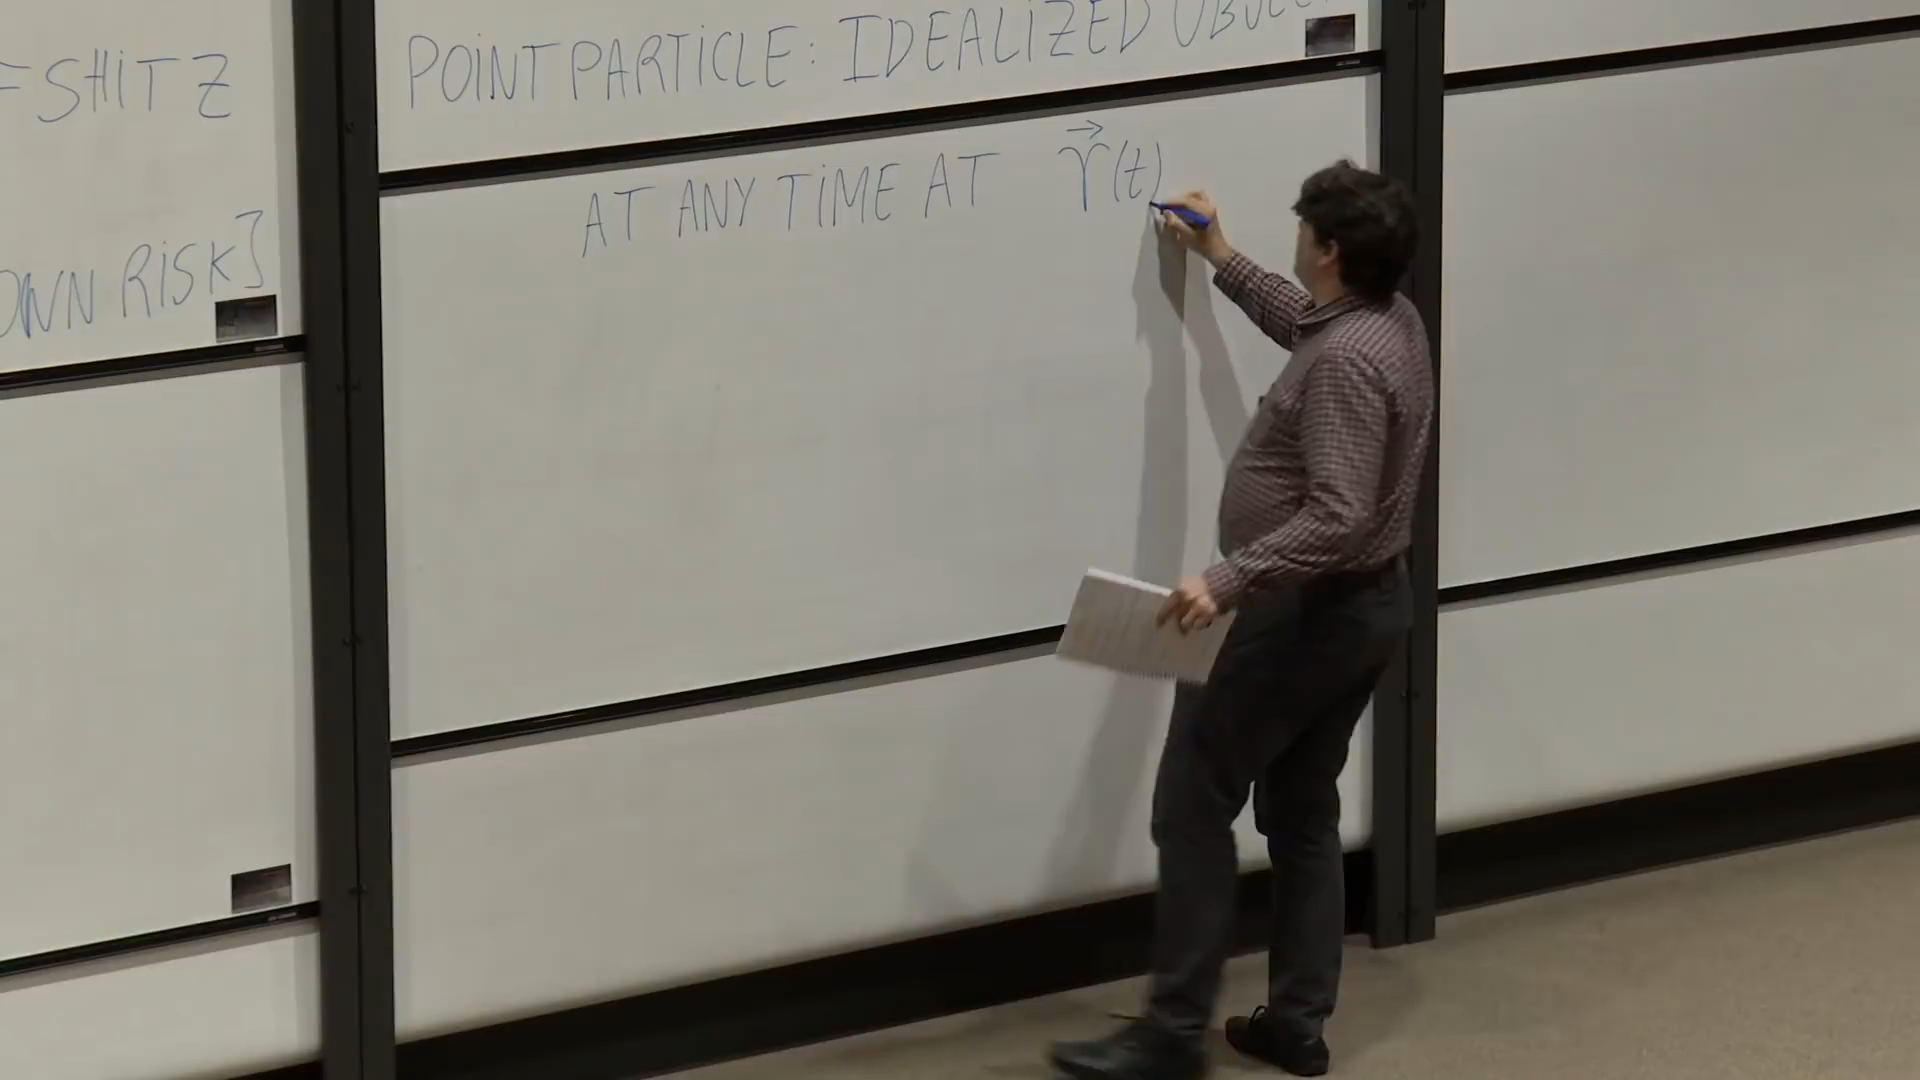 FSHITZ
OWN RISK]
POINT PARTICLE: IDEALIZED
AT ANY TIME AT r⃗(t)